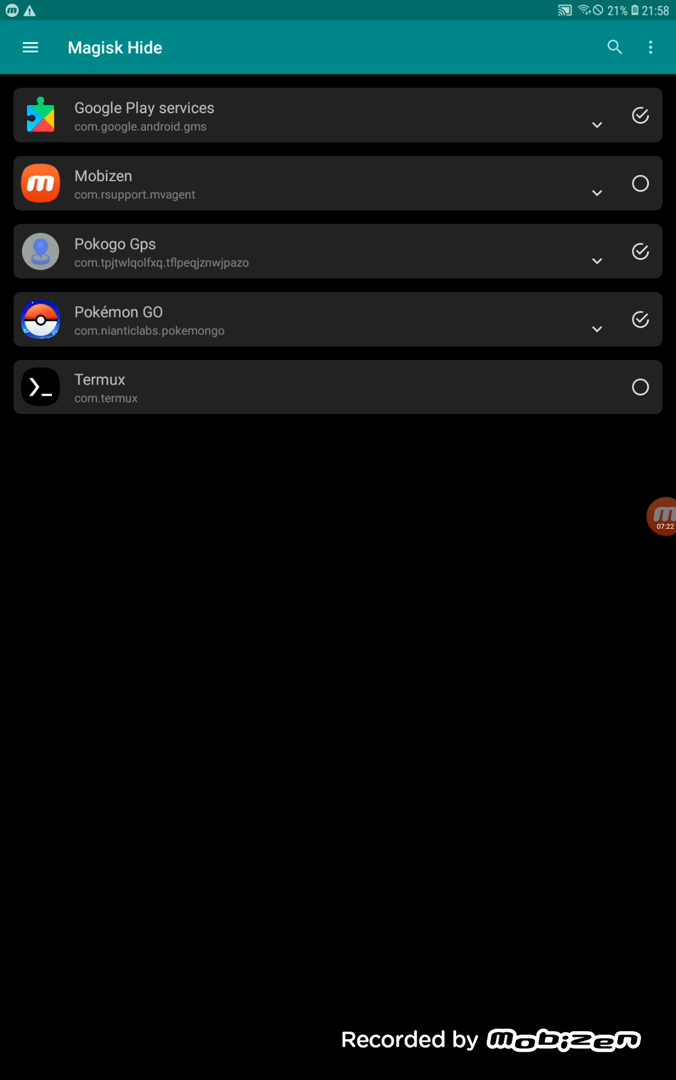 21% 21:58
Magisk Hide
Google Play services
com.google.android.gms
Mobizen
com.rsupport.mvagent
Pokogo Gps
com.tpjtwlqolfxq.tflpeqjznwjpazo
Pokémon GO
com.nianticlabs.pokemongo
Termux
com.termux
07:22
Recorded by mobizen